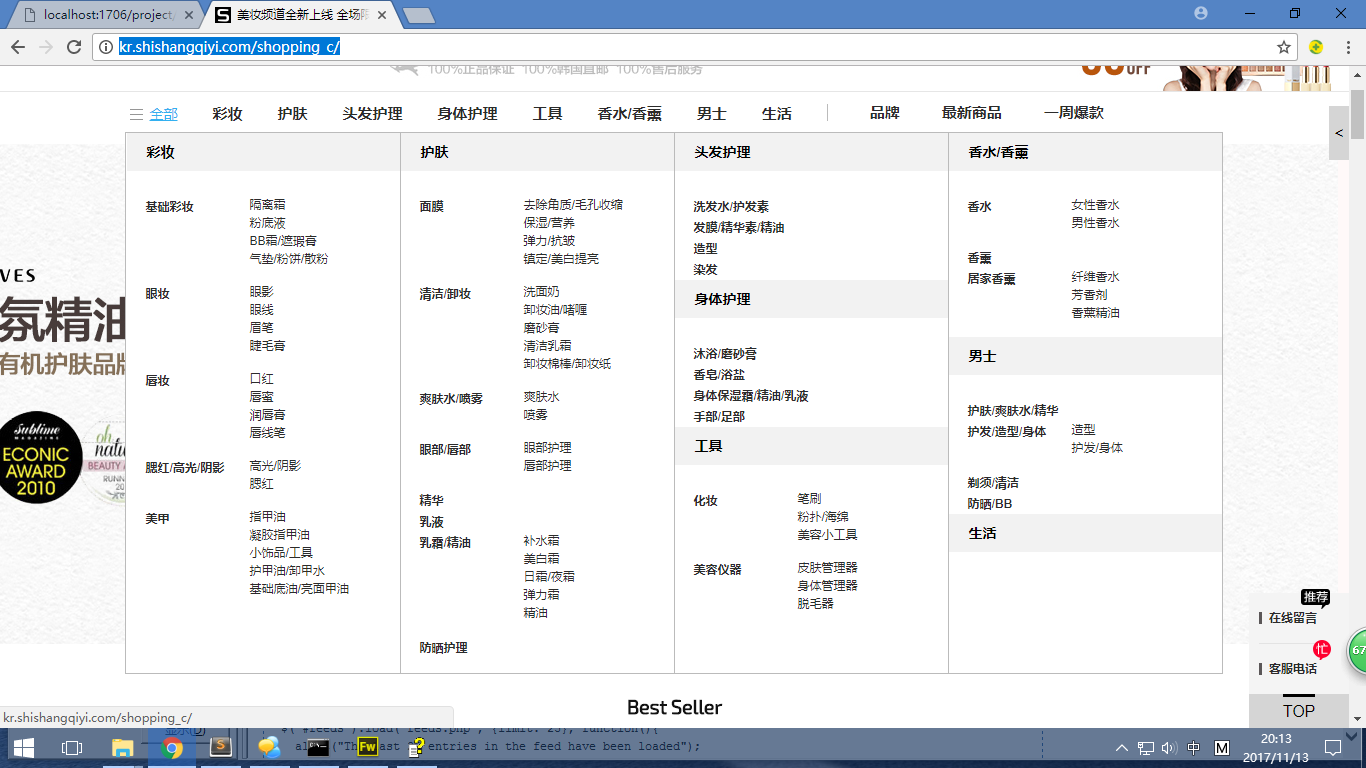 localhost:1706/project/
美妆频道全新上线 全场
kr.shishangqiyi.com/shopping_c/
100%正品保证 100%韩国直邮 100%售后服务
OFF
全部 彩妆 护肤 头发护理 身体护理 工具 香水/香薰 男士 生活 品牌 最新商品 一周爆款
<
彩妆
基础彩妆
隔离霜
粉底液
BB霜/遮瑕膏
气垫/粉饼/散粉
眼妆
眼影
眼线
眉笔
睫毛膏
唇妆
口红
唇蜜
润唇膏
唇线笔
腮红/高光/阴影
高光/阴影
腮红
美甲
指甲油
凝胶指甲油
小饰品/工具
护甲油/卸甲水
基础底油/亮面甲油
护肤
面膜
去除角质/毛孔收缩
保湿/营养
弹力/抗皱
镇定/美白提亮
清洁/卸妆
洗面奶
卸妆油/啫喱
磨砂膏
清洁乳霜
卸妆棉棒/卸妆纸
爽肤水/喷雾
爽肤水
喷雾
眼部/唇部
眼部护理
唇部护理
精华
乳液
乳霜/精油
补水霜
美白霜
日霜/夜霜
弹力霜
精油
防晒护理
头发护理
洗发水/护发素
发膜/精华素/精油
造型
染发
身体护理
沐浴/磨砂膏
香皂/浴盐
身体保湿霜/精油/乳液
手部/足部
工具
化妆
笔刷
粉扑/海绵
美容小工具
美容仪器
皮肤管理器
身体管理器
脱毛器
香水/香薰
香水
女性香水
男性香水
香薰
居家香薰
纤维香水
芳香剂
香薰精油
男士
护肤/爽肤水/精华
护发/造型/身体
造型
护发/身体
剃须/清洁
防晒/BB
生活
VES
氛精油
有机护肤品牌
sublime
MAGAZINE
ECONIC
AWARD
2010
oh
natu
BEAUTY
RUNN
20
推荐
在线留言
忙
67
客服电话
TOP
Best Seller
kr.shishangqiyi.com/shopping_c/
显示(D)
$("#feeds").load("feeds.php", {limit: 25}, function(){
al ("Th ast entries in the feed have been loaded");
S
Fw
中
M
20:13
2017/11/13